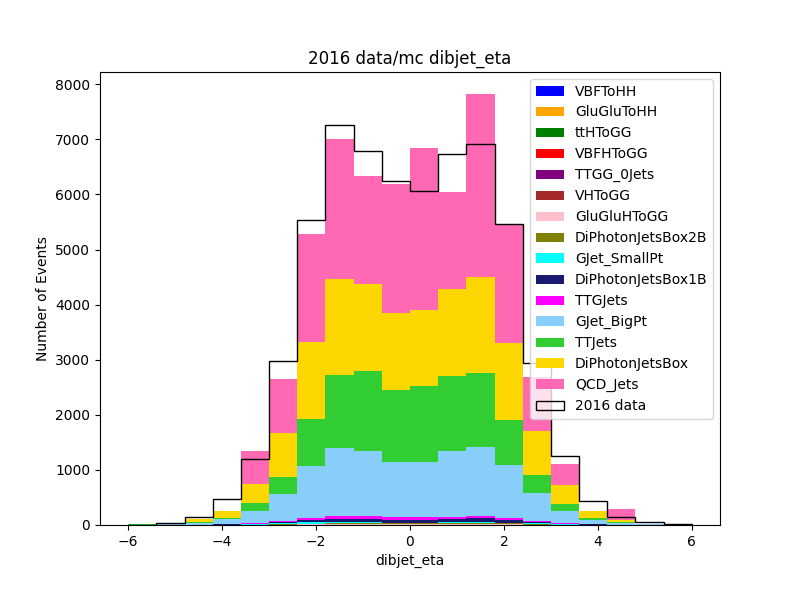 2016 data/mc dibjet_eta
8000
7000
6000
5000
4000
3000
2000
1000
0
Number of Events
−6
−4
−2
0
2
4
6
dibjet_eta
VBFToHH
GluGluToHH
ttHToGG
VBFHToGG
TTGG_0Jets
VHToGG
GluGluHToGG
DiPhotonJetsBox2B
GJet_SmallPt
DiPhotonJetsBox1B
TTGJets
GJet_BigPt
TTJets
DiPhotonJetsBox
QCD_Jets
2016 data